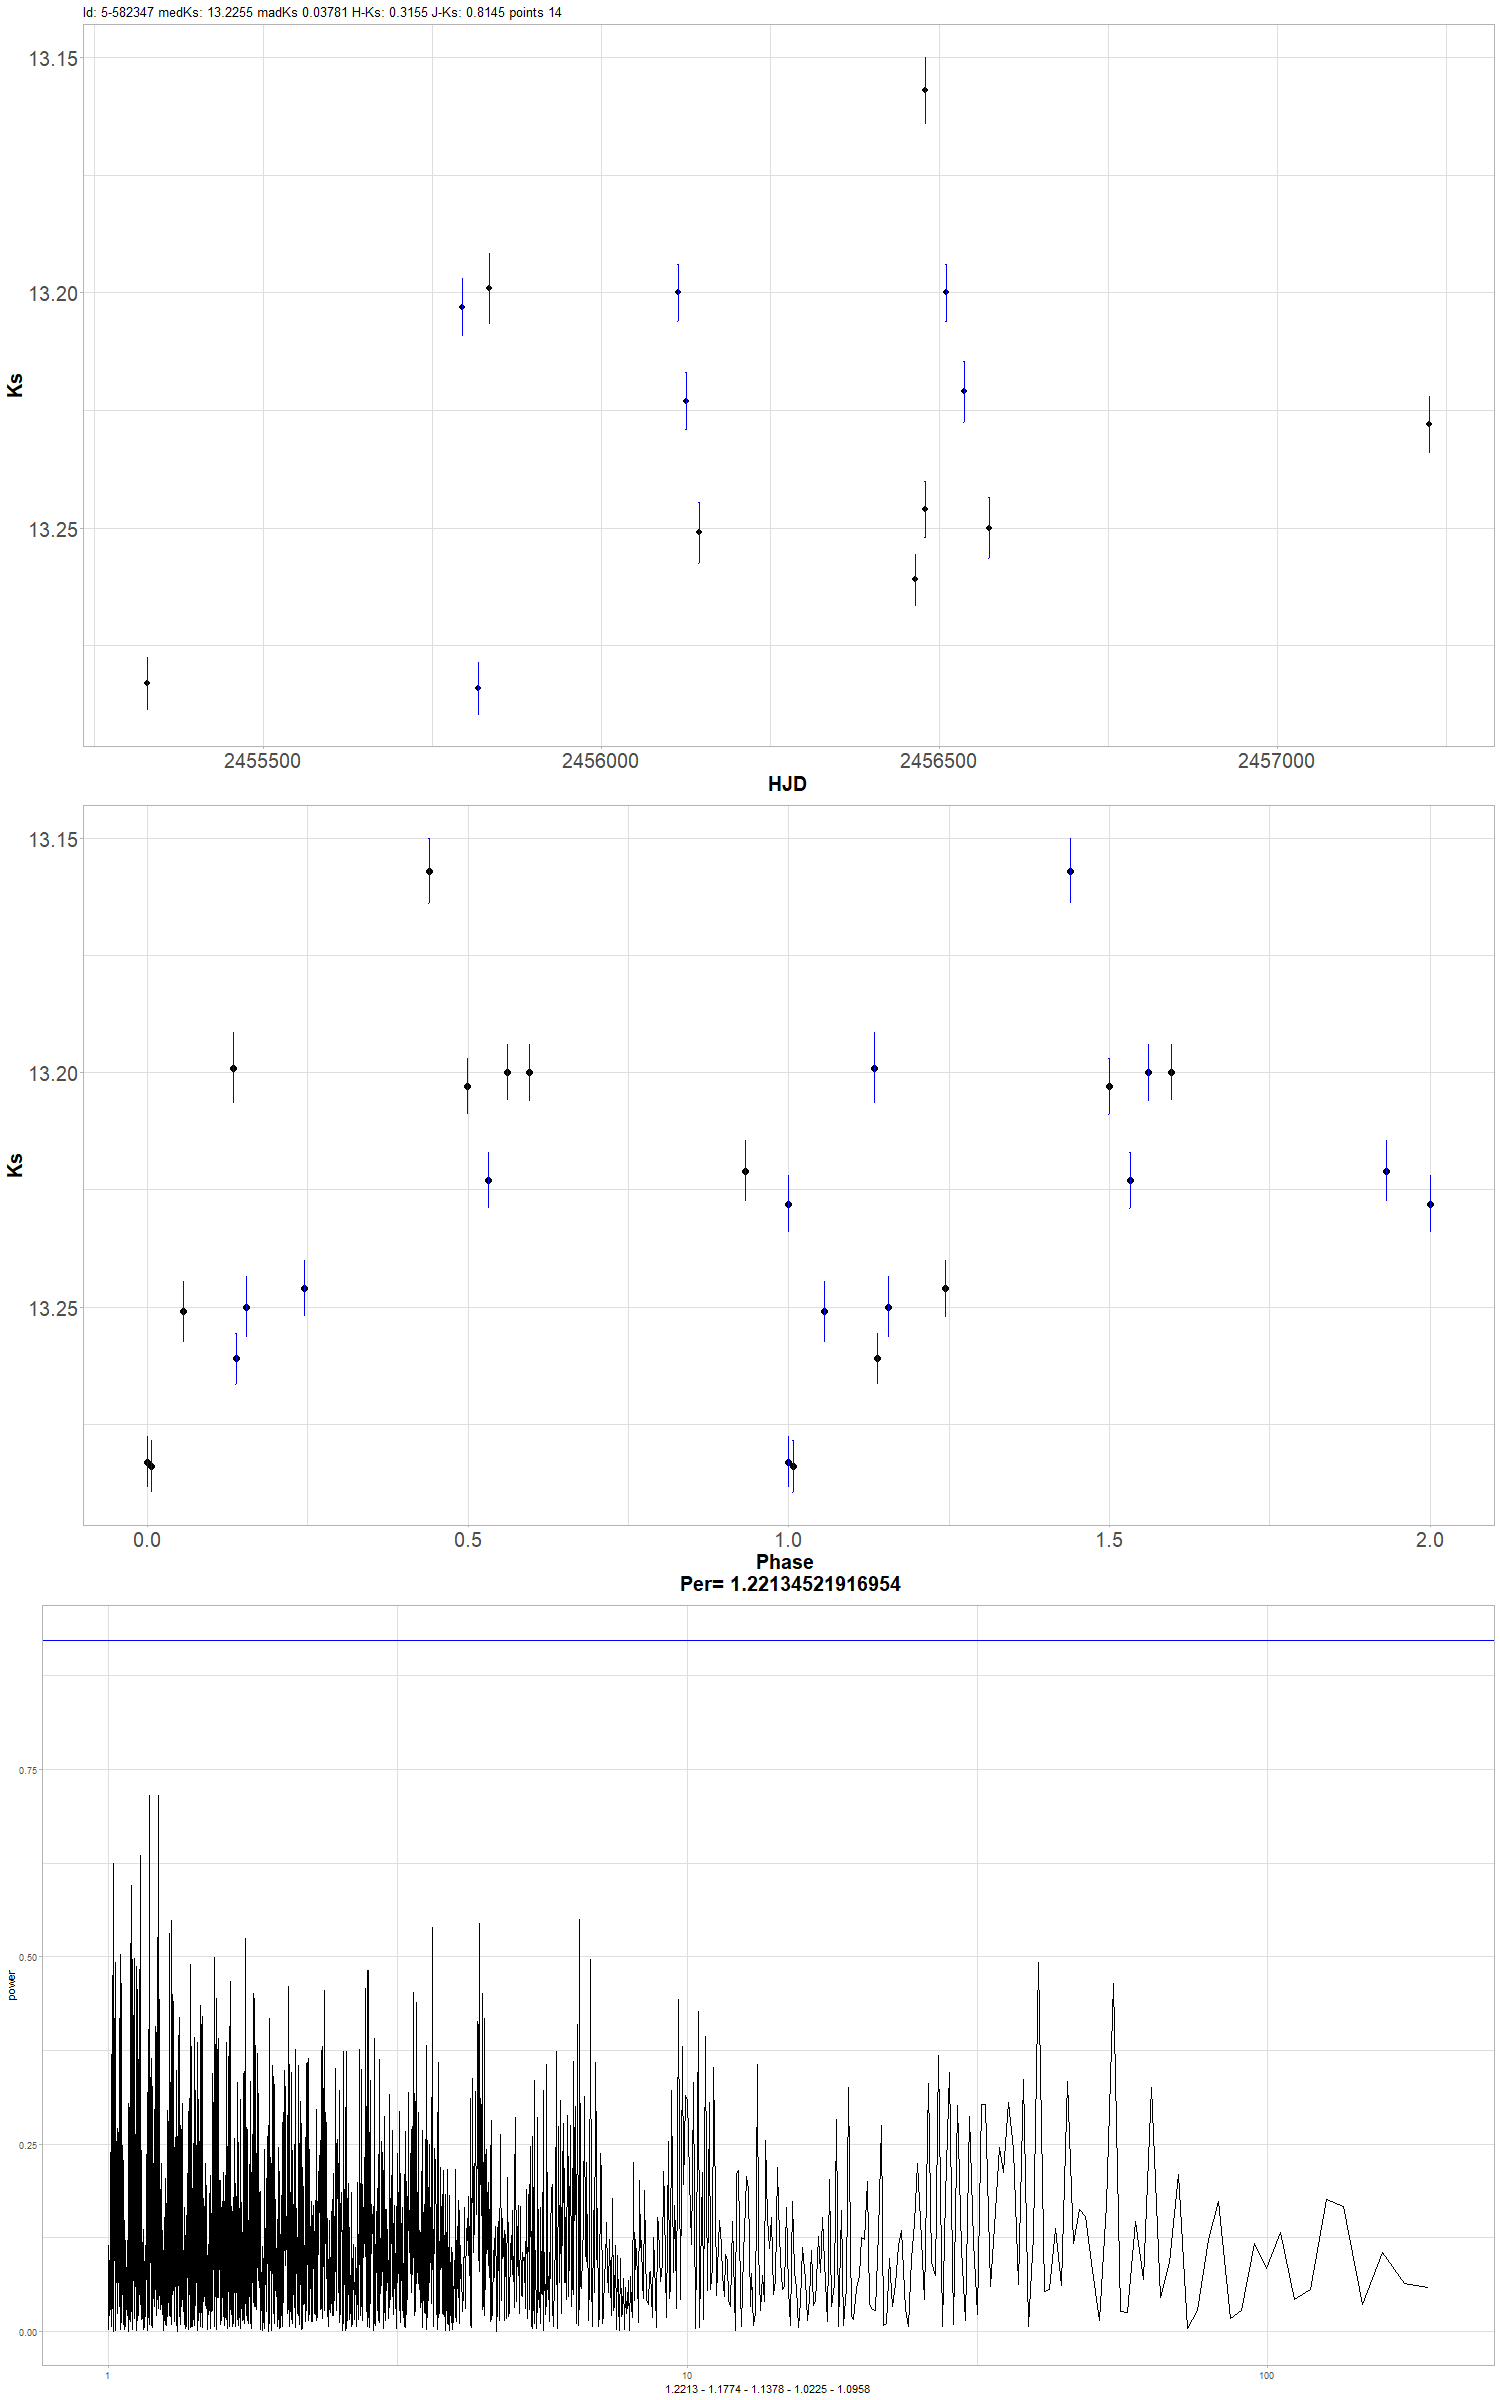 Id: 5-582347 medKs: 13.2255 madKs 0.03781 H-Ks: 0.3155 J-Ks: 0.8145 points 14
13.15
13.20
13.25
Ks
2455500 2456000 2456500 2457000
HJD
13.15
13.20
13.25
Ks
0.0 0.5 1.0 1.5 2.0
Phase
Per= 1.22134521916954
0.75
0.50
0.25
0.00
power
1 10 100
1.2213 - 1.1774 - 1.1378 - 1.0225 - 1.0958